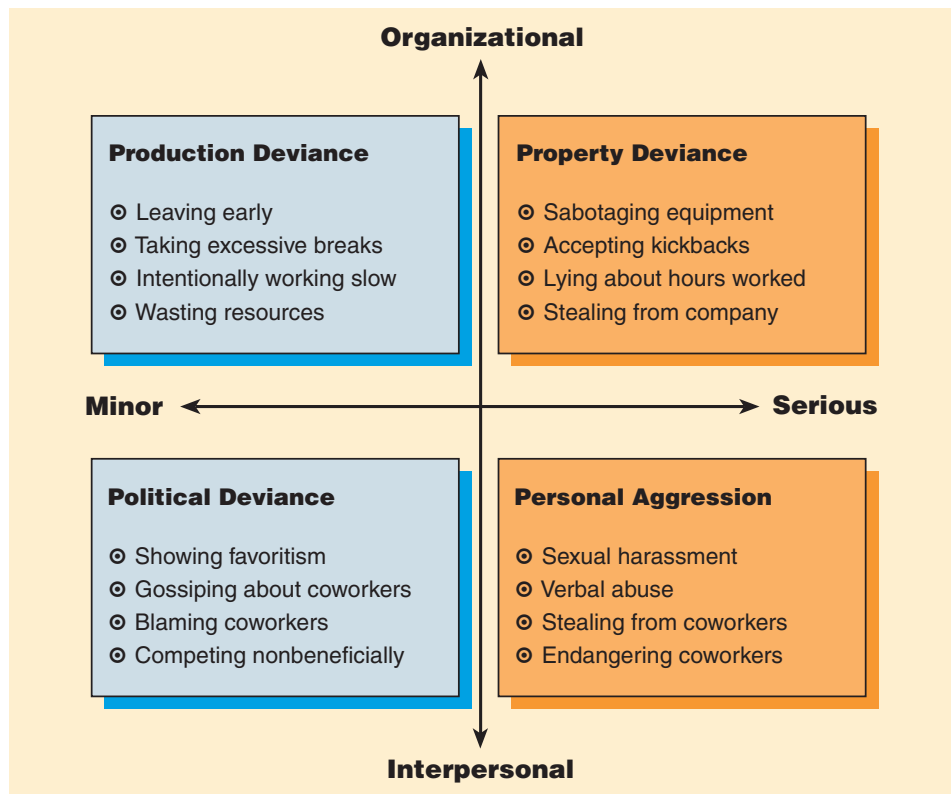 Organizational
Production Deviance
Leaving early
Taking excessive breaks
Intentionally working slow
Wasting resources
Property Deviance
Sabotaging equipment
Accepting kickbacks
Lying about hours worked
Stealing from company
Minor
Serious
Political Deviance
Showing favoritism
Gossiping about coworkers
Blaming coworkers
Competing nonbeneficially
Personal Aggression
Sexual harassment
Verbal abuse
Stealing from coworkers
Endangering coworkers
Interpersonal